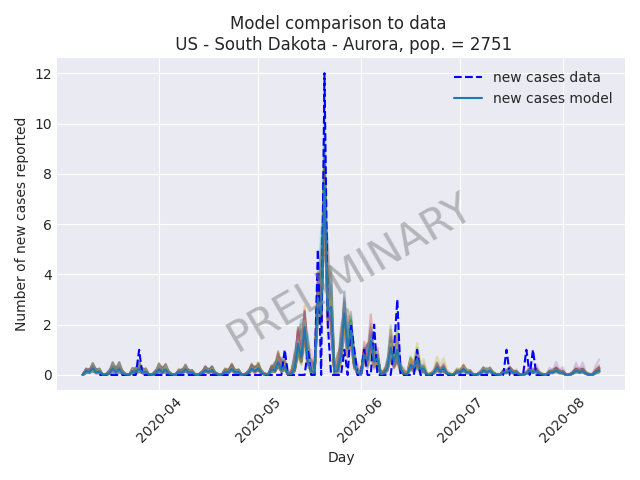 Model comparison to data
US - South Dakota - Aurora, pop. = 2751
new cases data
new cases model
Number of new cases reported
12
10
8
6
4
2
0
PRELIMINARY
2020-04
2020-05
2020-06
2020-07
2020-08
Day